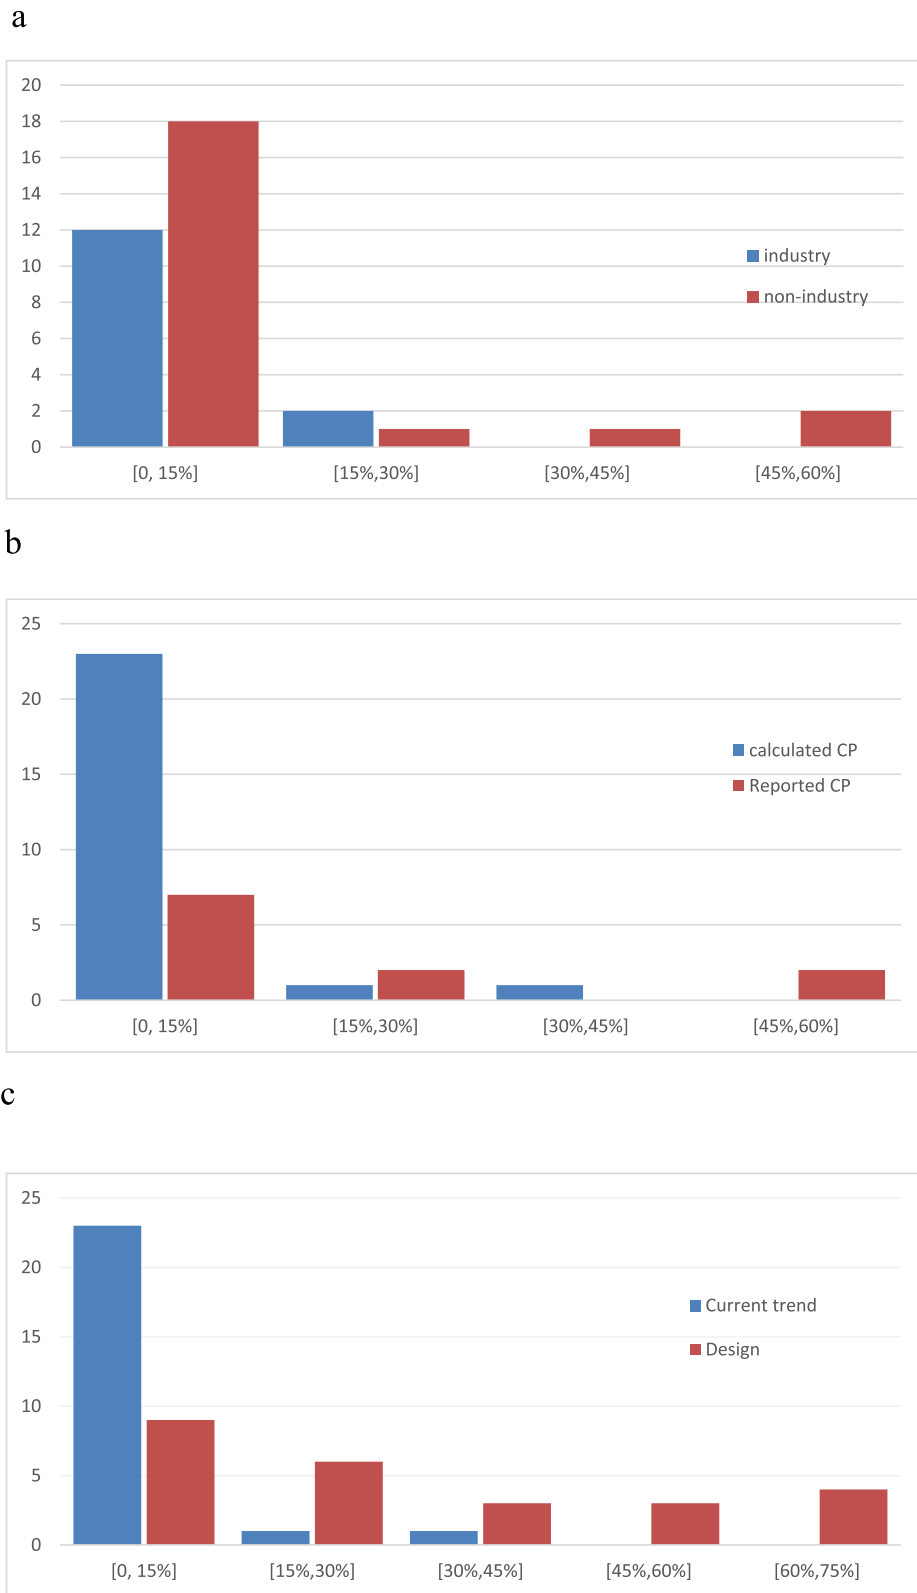 a
20
18
16
14
12
10
8
6
4
2
0
industry
non-industry
[0, 15%] [15%,30%] [30%,45%] [45%,60%]
b
25
20
15
10
5
0
calculated CP
Reported CP
[0, 15%] [15%,30%] [30%,45%] [45%,60%]
c
25
20
15
10
5
0
Current trend
Design
[0, 15%] [15%,30%] [30%,45%] [45%,60%] [60%,75%]